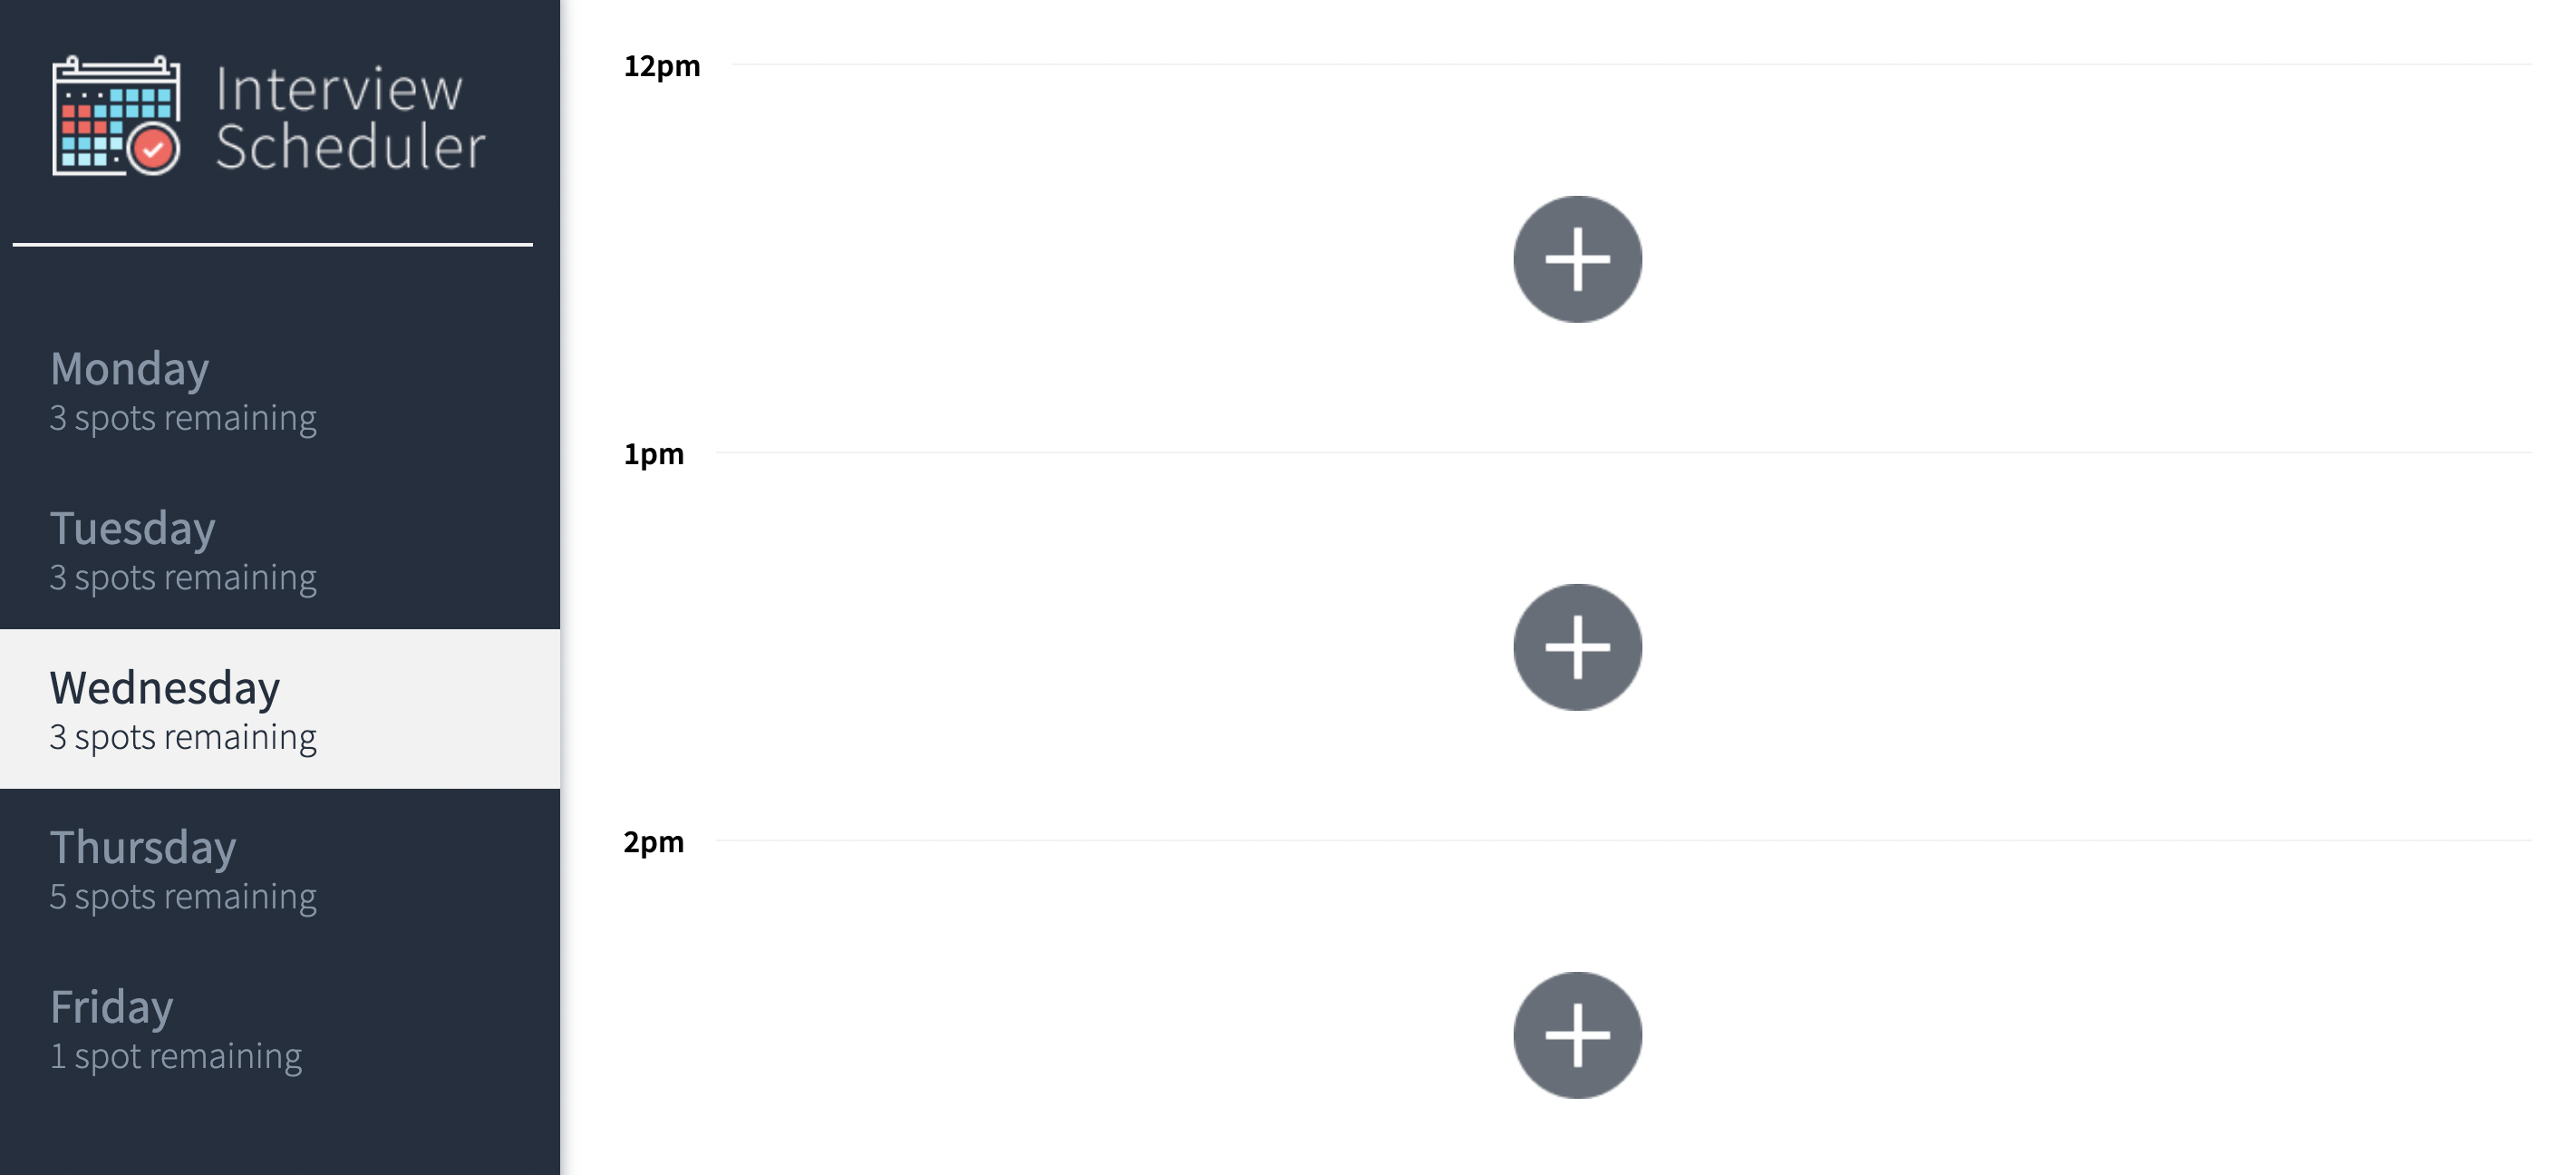 Interview
Scheduler
Monday
3 spots remaining
Tuesday
3 spots remaining
Wednesday
3 spots remaining
Thursday
5 spots remaining
Friday
1 spot remaining
12pm
1pm
2pm